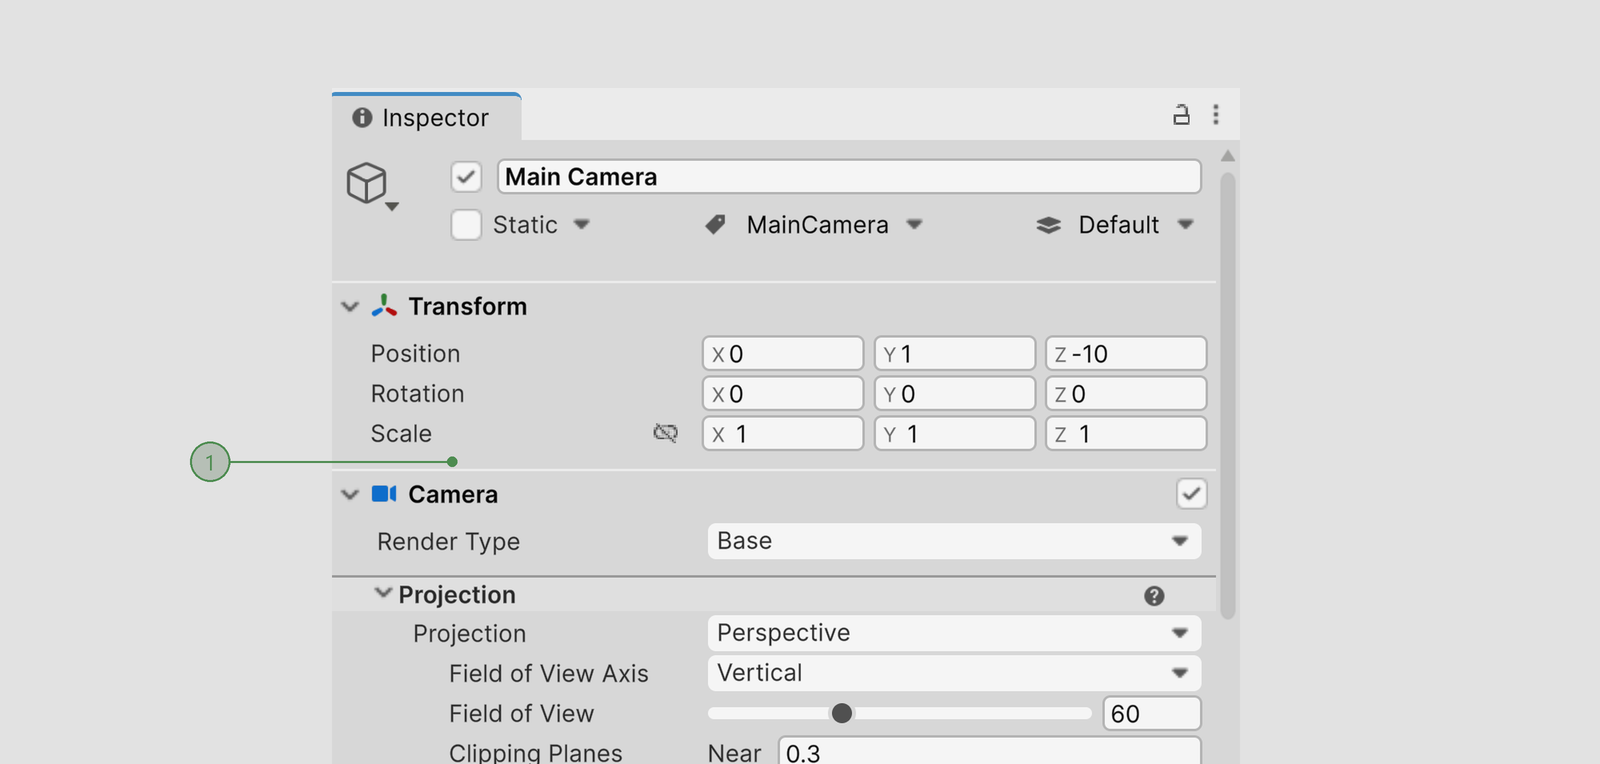 Inspector
Main Camera
Static MainCamera Default
Transform
Position X 0 Y 1 Z -10
Rotation X 0 Y 0 Z 0
Scale X 1 Y 1 Z 1
1
Camera
Render Type Base
Projection
Projection Perspective
Field of View Axis Vertical
Field of View 60
Clipping Planes Near 0.3